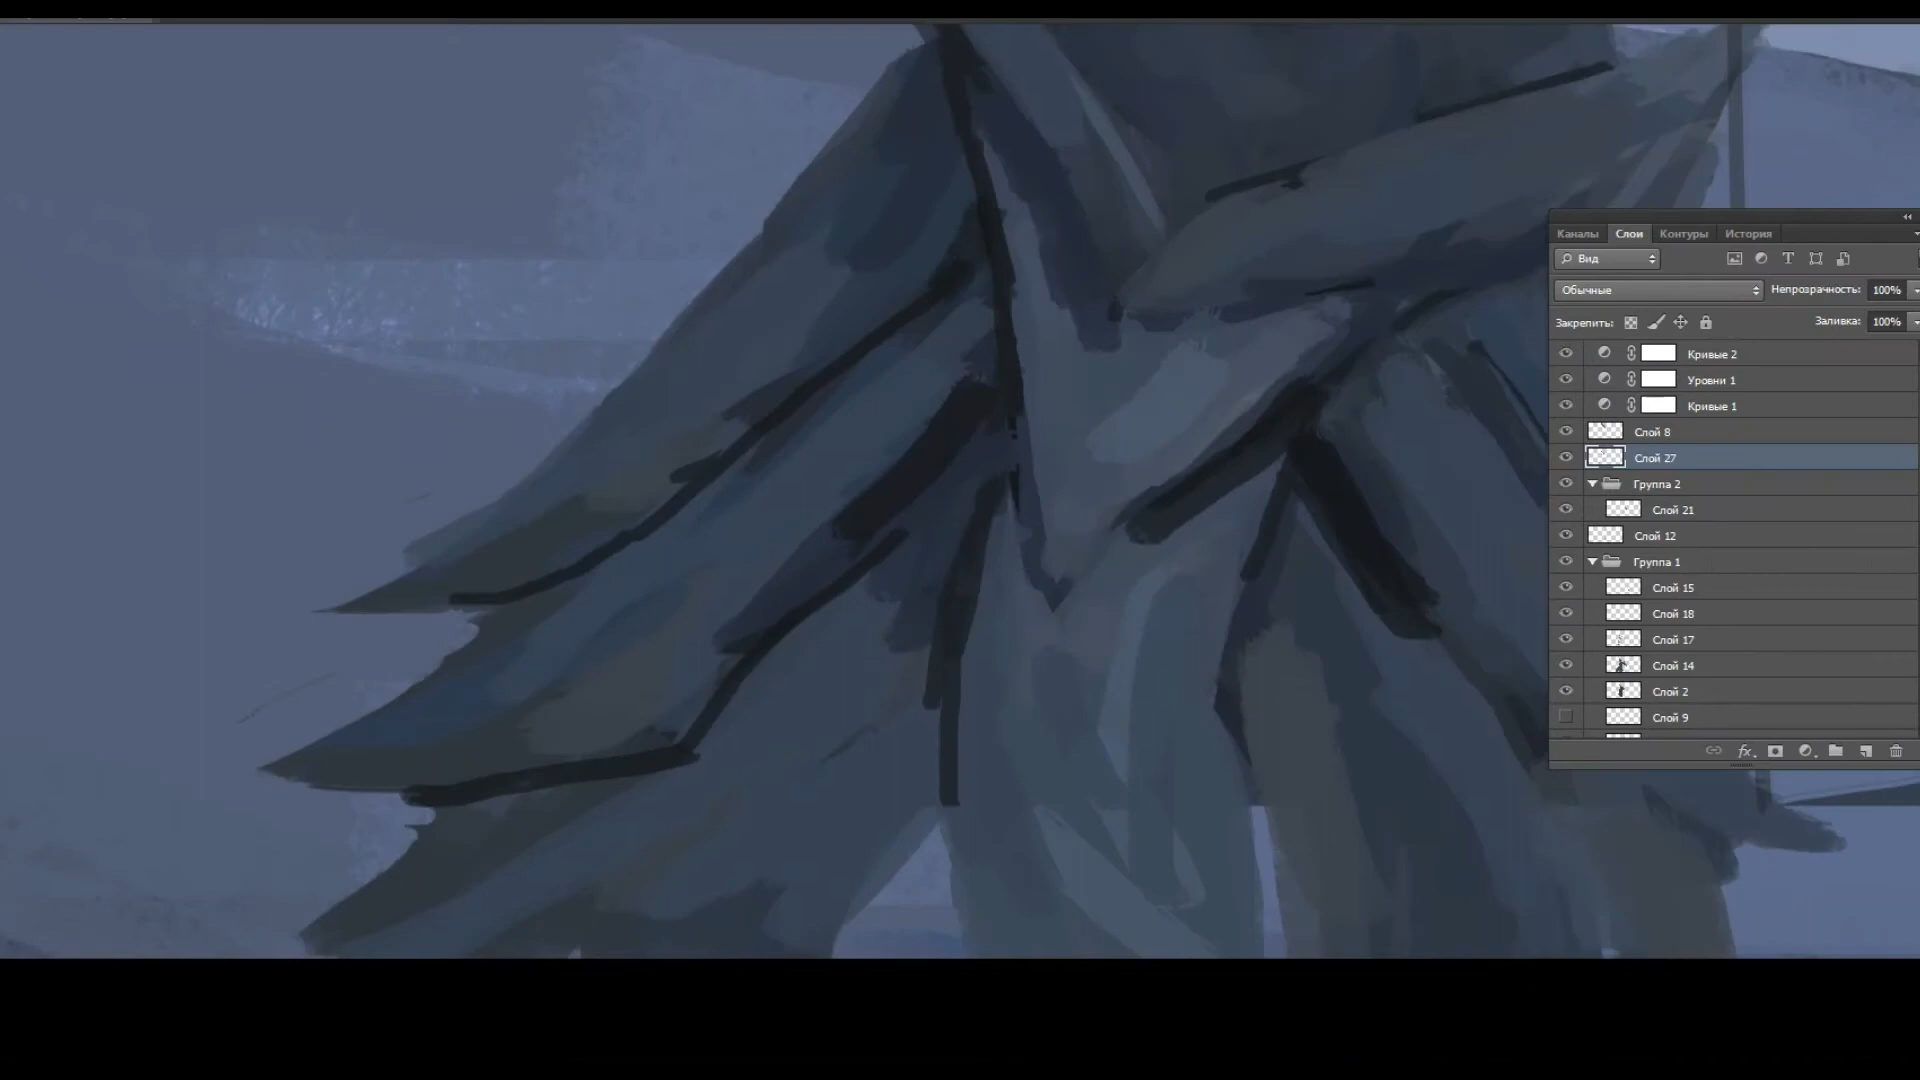 Каналы Слои Контуры История
Вид
Обычные Непрозрачность: 100%
Закрепить: Заливка: 100%
Кривые 2
Уровни 1
Кривые 1
Слой 8
Слой 27
Группа 2
Слой 21
Слой 12
Группа 1
Слой 15
Слой 18
Слой 17
Слой 14
Слой 2
Слой 9
fx